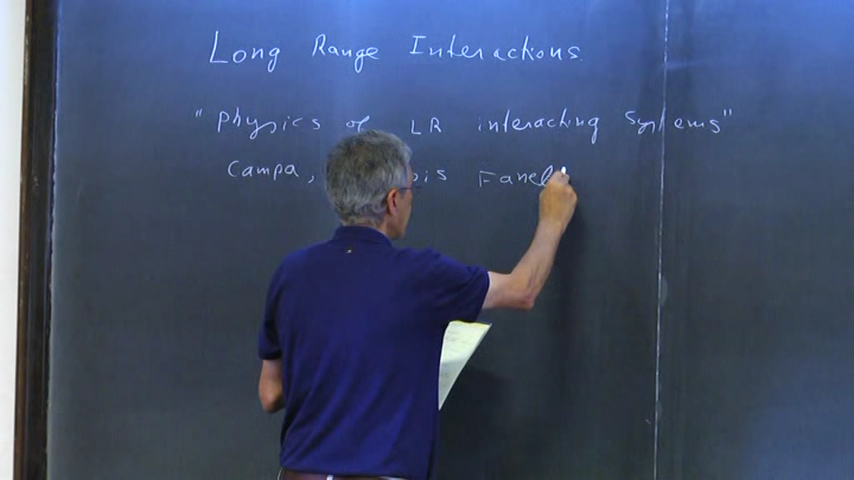 Long Range Interactions
"Physics of LR interacting Systems"
Campa, Fanel